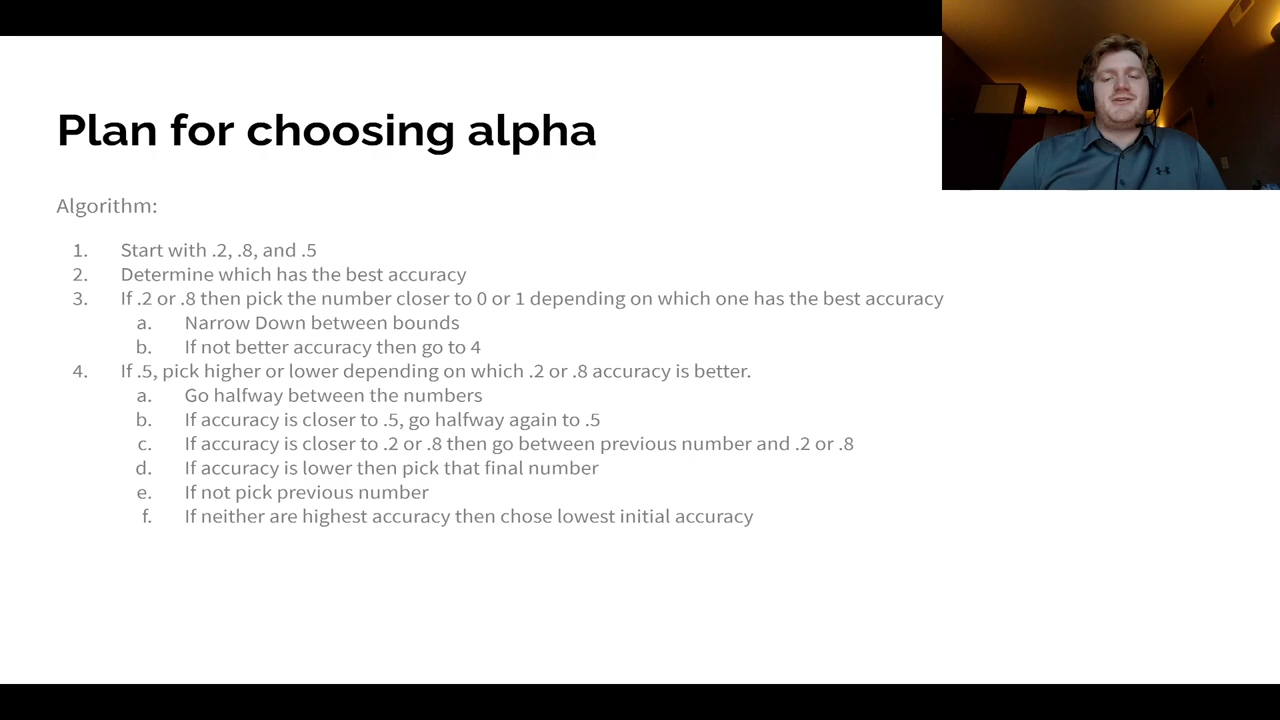 Plan for choosing alpha
Algorithm:
1. Start with .2, .8, and .5
2. Determine which has the best accuracy
3. If .2 or .8 then pick the number closer to 0 or 1 depending on which one has the best accuracy
a. Narrow Down between bounds
b. If not better accuracy then go to 4
4. If .5, pick higher or lower depending on which .2 or .8 accuracy is better.
a. Go halfway between the numbers
b. If accuracy is closer to .5, go halfway again to .5
c. If accuracy is closer to .2 or .8 then go between previous number and .2 or .8
d. If accuracy is lower then pick that final number
e. If not pick previous number
f. If neither are highest accuracy then chose lowest initial accuracy